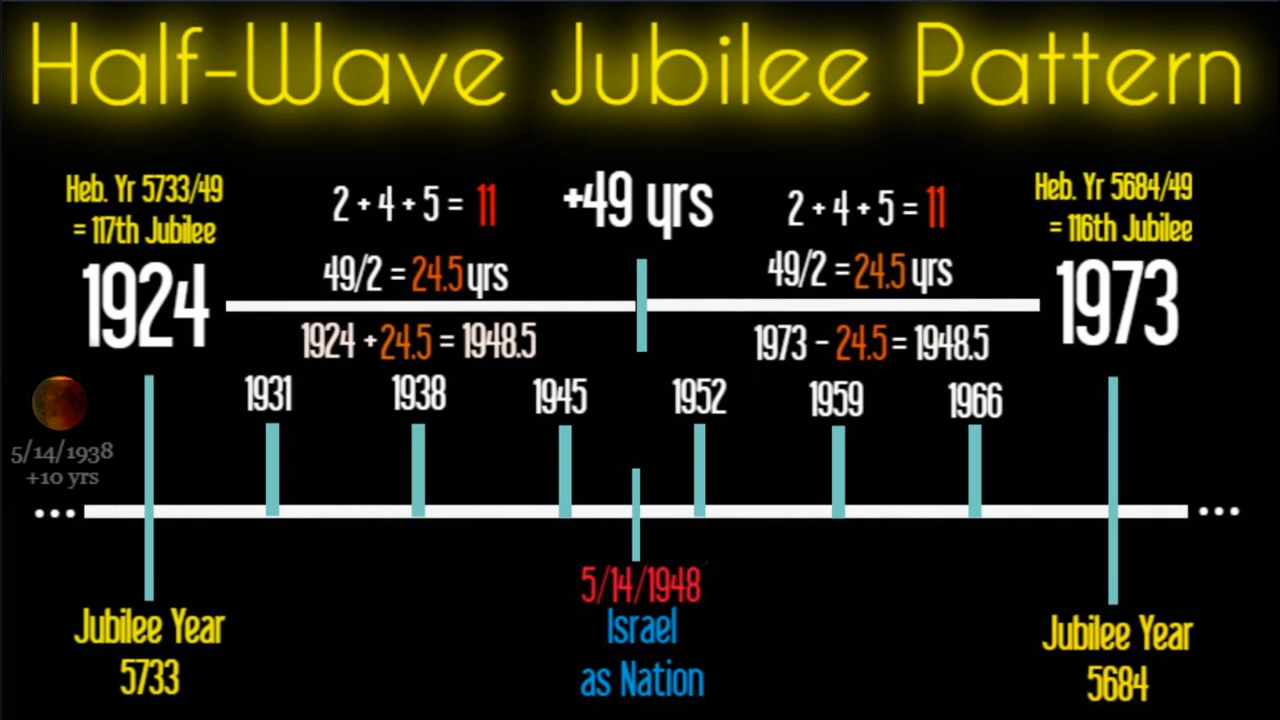 Half-Wave Jubilee Pattern
Heb. Yr 5733/49
= 117th Jubilee
1924
2 + 4 + 5 = 11
49/2 = 24.5 yrs
1924 + 24.5 = 1948.5
+49 yrs
2 + 4 + 5 = 11
49/2 = 24.5 yrs
1973 - 24.5 = 1948.5
Heb. Yr 5684/49
= 116th Jubilee
1973
5/14/1938
+10 yrs
1931
1938
1945
1952
1959
1966
...
...
Jubilee Year
5733
5/14/1948
Israel
as Nation
Jubilee Year
5684